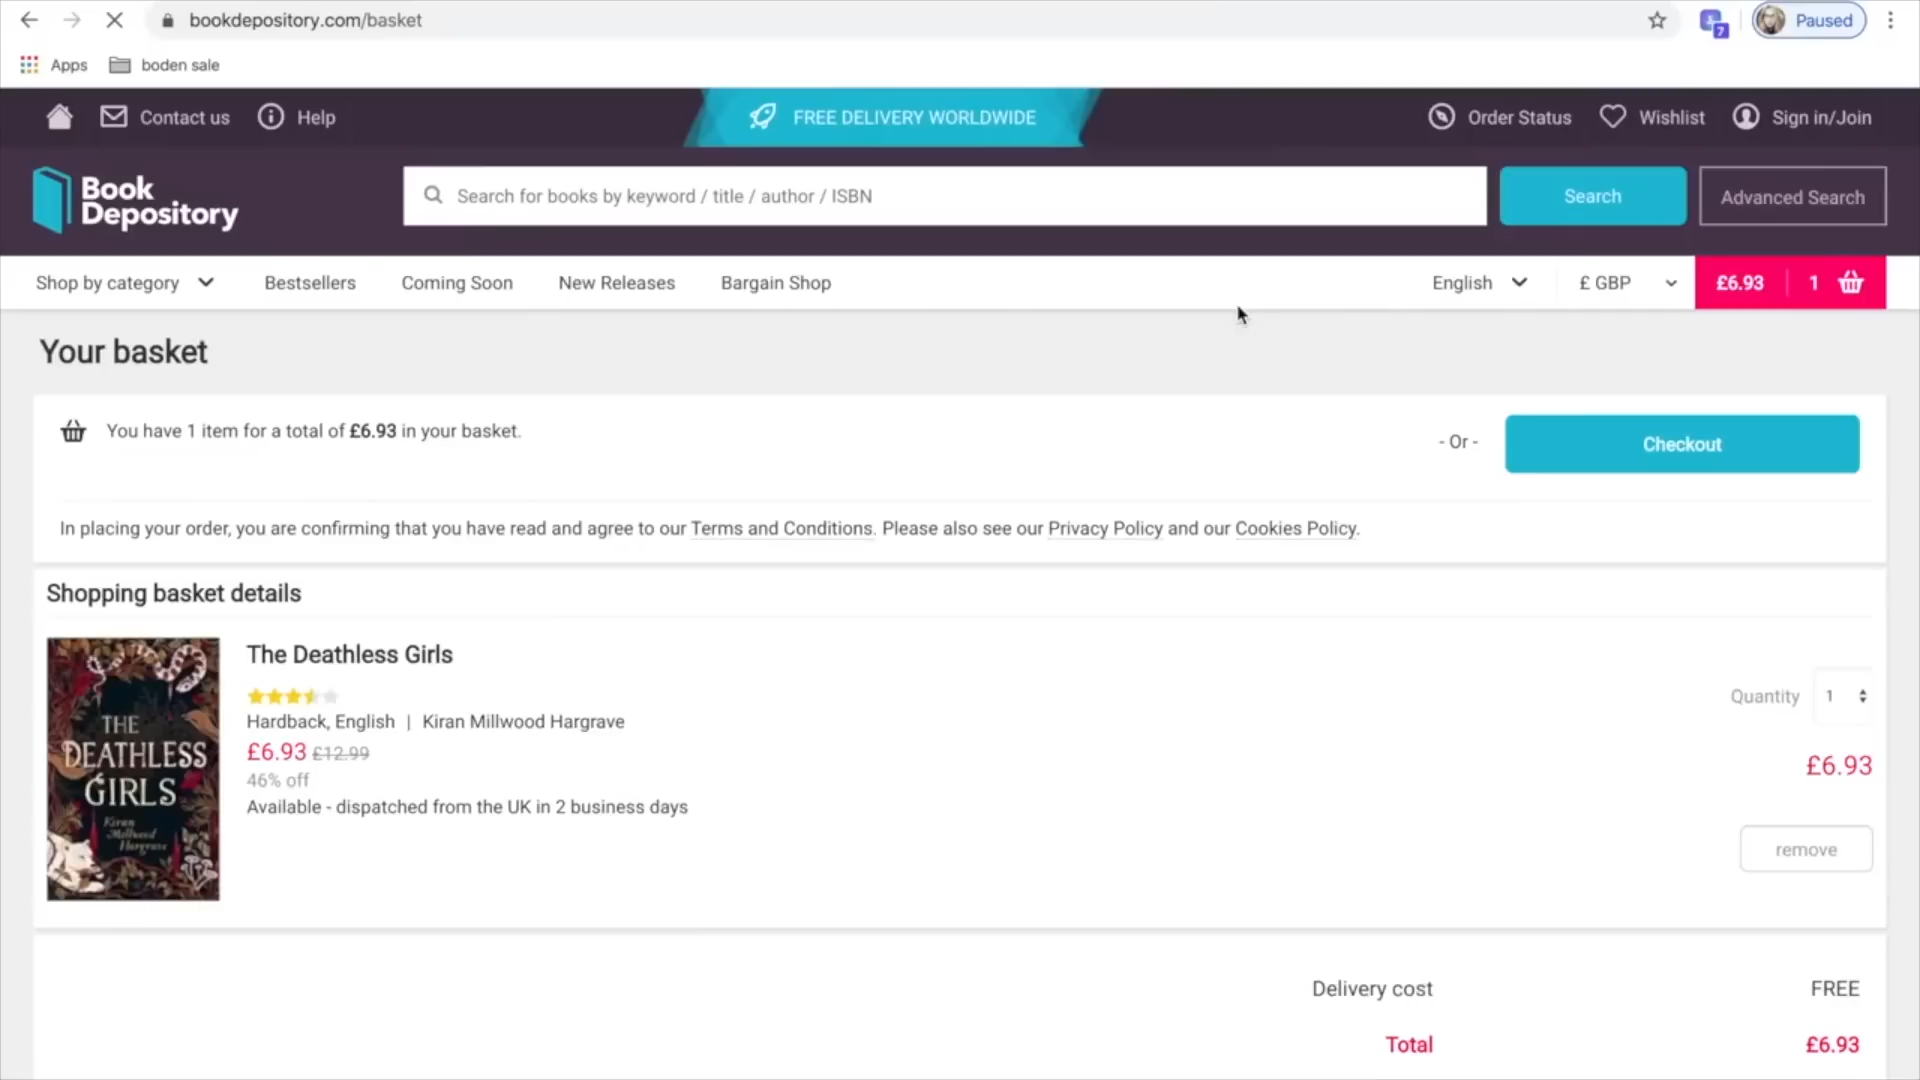 bookdepository.com/basket
7
Paused
Apps
boden sale
Contact us
Help
FREE DELIVERY WORLDWIDE
Order Status
Wishlist
Sign in/Join
Book
Depository
Search for books by keyword / title / author / ISBN
Search
Advanced Search
Shop by category
Bestsellers
Coming Soon
New Releases
Bargain Shop
English
£ GBP
£6.93
1
Your basket
You have 1 item for a total of £6.93 in your basket.
- Or -
Checkout
In placing your order, you are confirming that you have read and agree to our Terms and Conditions. Please also see our Privacy Policy and our Cookies Policy.
Shopping basket details
THE
DEATHLESS
GIRLS
Kiran
Millwood
Hargrave
The Deathless Girls
Hardback, English | Kiran Millwood Hargrave
£6.93 £12.99
46% off
Available - dispatched from the UK in 2 business days
Quantity
1
£6.93
remove
Delivery cost
FREE
Total
£6.93